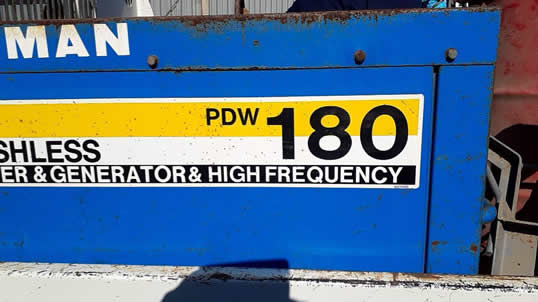 MAN
PDW 180
SHLESS
ER & GENERATOR & HIGH FREQUENCY